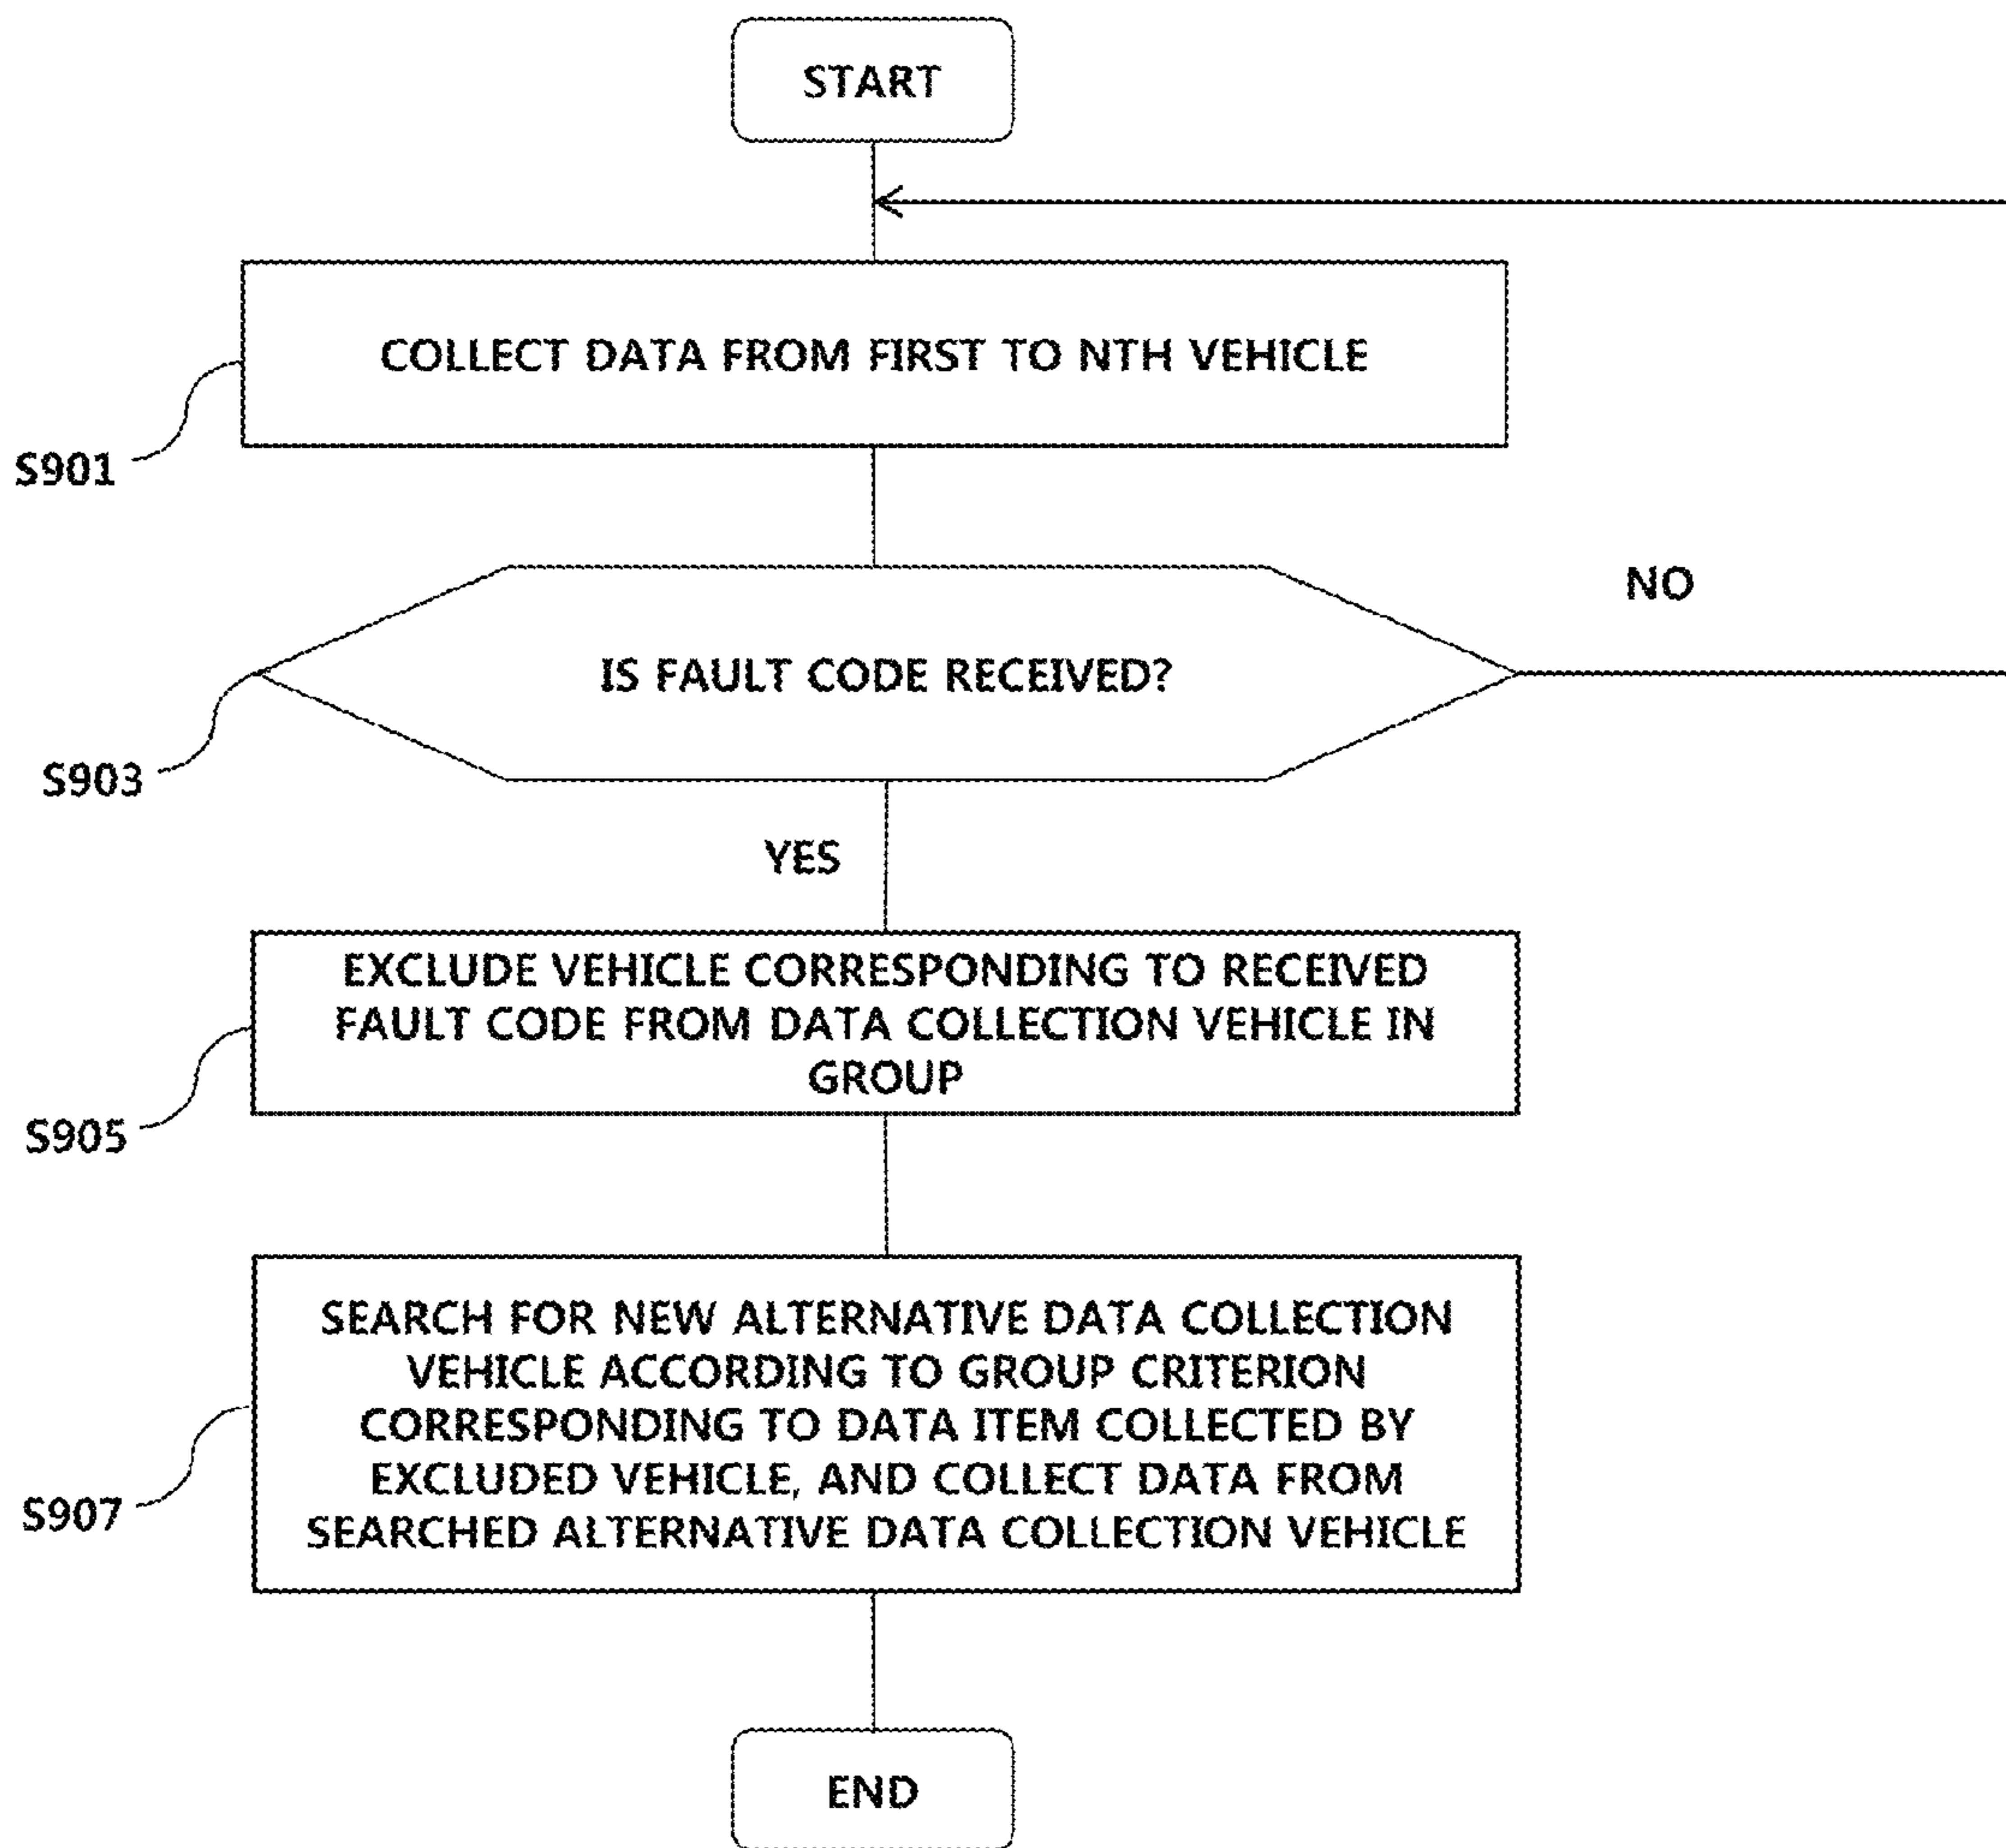 START
COLLECT DATA FROM FIRST TO NTH VEHICLE
S901
NO
IS FAULT CODE RECEIVED?
S903
YES
EXCLUDE VEHICLE CORRESPONDING TO RECEIVED
FAULT CODE FROM DATA COLLECTION VEHICLE IN
GROUP
S905
SEARCH FOR NEW ALTERNATIVE DATA COLLECTION
VEHICLE ACCORDING TO GROUP CRITERION
CORRESPONDING TO DATA ITEM COLLECTED BY
EXCLUDED VEHICLE, AND COLLECT DATA FROM
SEARCHED ALTERNATIVE DATA COLLECTION VEHICLE
S907
END